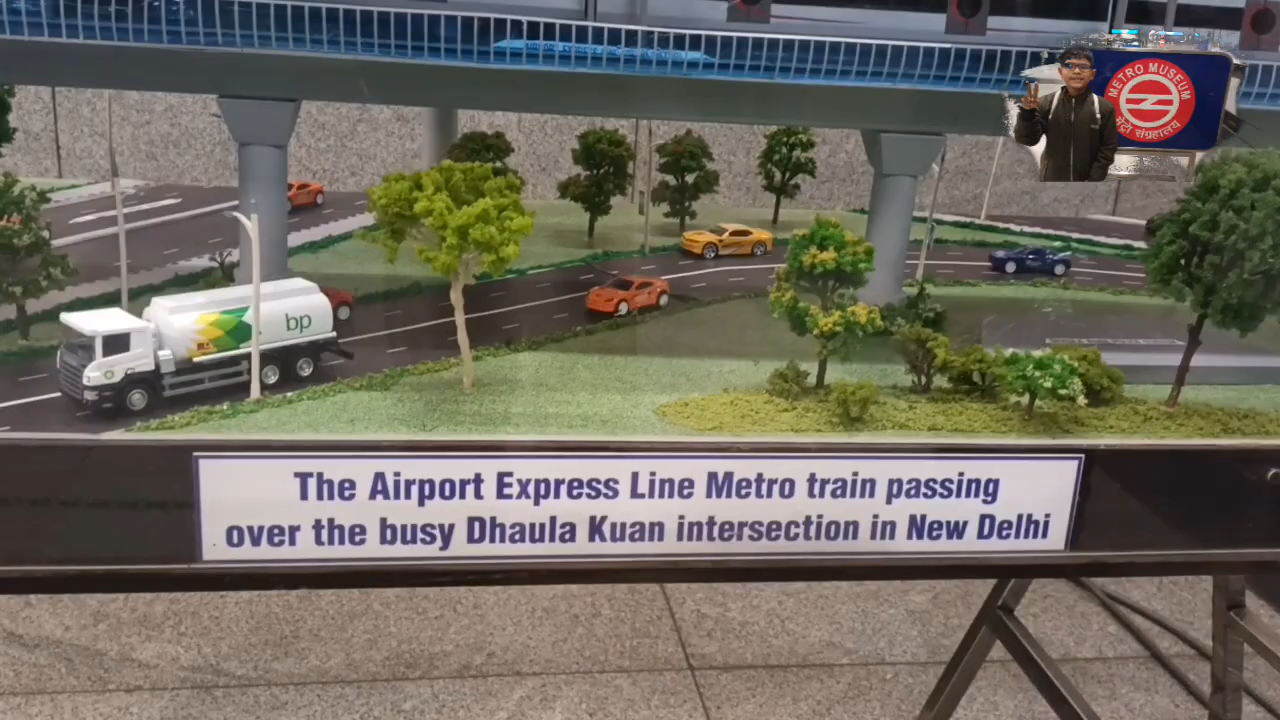 METRO MUSEUM
मेट्रो संग्रहालय
bp
The Airport Express Line Metro train passing
over the busy Dhaula Kuan intersection in New Delhi